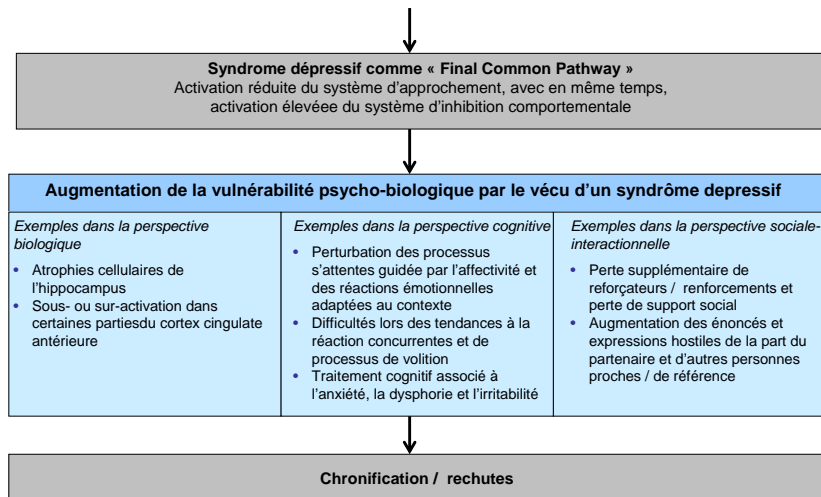 Syndrome dépressif comme « Final Common Pathway »
Activation réduite du système d'approchement, avec en même temps,
activation élevéee du système d'inhibition comportementale
Augmentation de la vulnérabilité psycho-biologique par le vécu d'un syndrôme depressif
Exemples dans la perspective
biologique
• Atrophies cellulaires de
l'hippocampus
• Sous- ou sur-activation dans
certaines partiesdu cortex cingulate
antérieure
Exemples dans la perspective cognitive
• Perturbation des processus
s'attentes guidée par l'affectivité et
des réactions émotionnelles
adaptées au contexte
• Difficultés lors des tendances à la
réaction concurrentes et de
processus de volition
• Traitement cognitif associé à
l'anxiété, la dysphorie et l'irritabilité
Exemples dans la perspective sociale-
interactionnelle
• Perte supplémentaire de
reforçateurs / renforcements et
perte de support social
• Augmentation des énoncés et
expressions hostiles de la part du
partenaire et d'autres personnes
proches / de référence
Chronification / rechutes